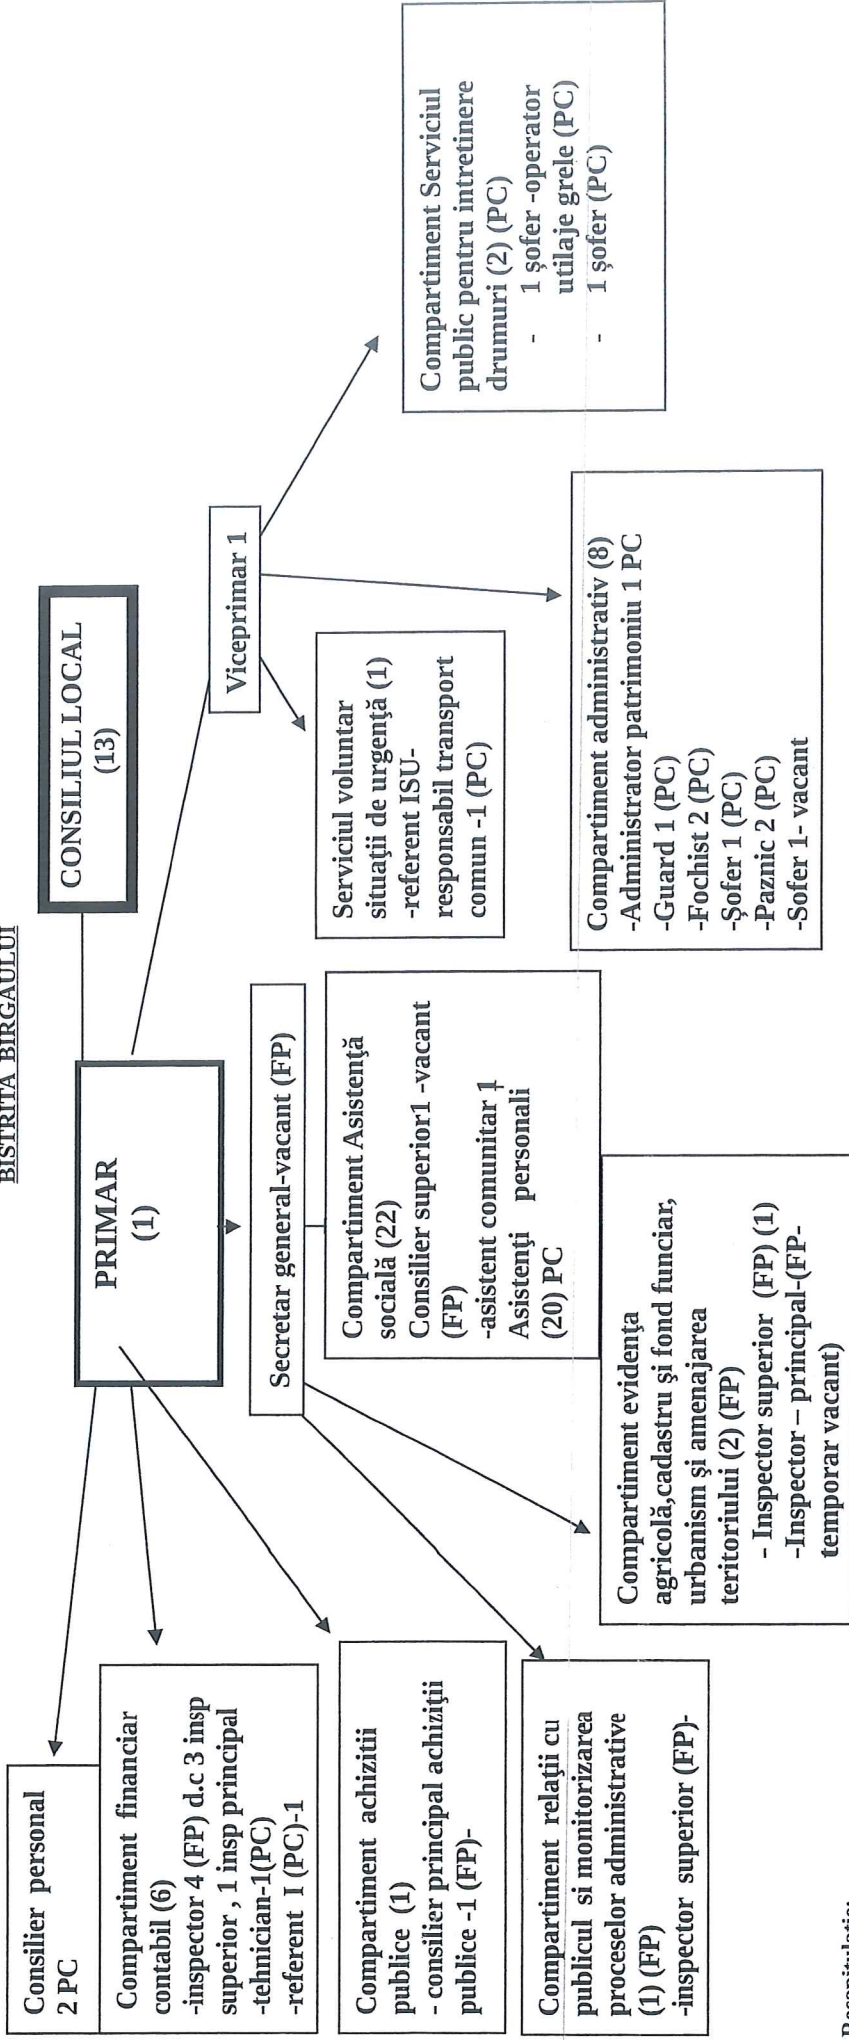 BISTRITA BIRGAULUI
CONSILIUL LOCAL
(13)
PRIMAR
(1)
Viceprimar 1
Secretar general-vacant (FP)
Consilier personal
2 PC
Compartiment financiar
contabil (6)
-inspector 4 (FP) d.c 3 insp
superior , 1 insp principal
-tehnician-1(PC)
-referent I (PC)-1
Compartiment achizitii
publice (1)
- consilier principal achiziţii
publice -1 (FP)-
Compartiment relaţii cu
publicul si monitorizarea
proceselor administrative
(1) (FP)
-inspector superior (FP)-
Compartiment Asistenţă
socială (22)
Consilier superior1 -vacant
(FP)
-asistent comunitar 1
Asistenţi personali
(20) PC
Compartiment evidenţa
agricolă,cadastru şi fond funciar,
urbanism şi amenajarea
teritoriului (2) (FP)
- Inspector superior (FP) (1)
-Inspector – principal-(FP-
temporar vacant)
Serviciul voluntar
situaţii de urgenţă (1)
-referent ISU-
responsabil transport
comun -1 (PC)
Compartiment administrativ (8)
-Administrator patrimoniu 1 PC
-Guard 1 (PC)
-Fochist 2 (PC)
-Şofer 1 (PC)
-Paznic 2 (PC)
-Sofer 1- vacant
Compartiment Serviciul
public pentru intretinere
drumuri (2) (PC)
- 1 şofer -operator
utilaje grele (PC)
- 1 şofer (PC)